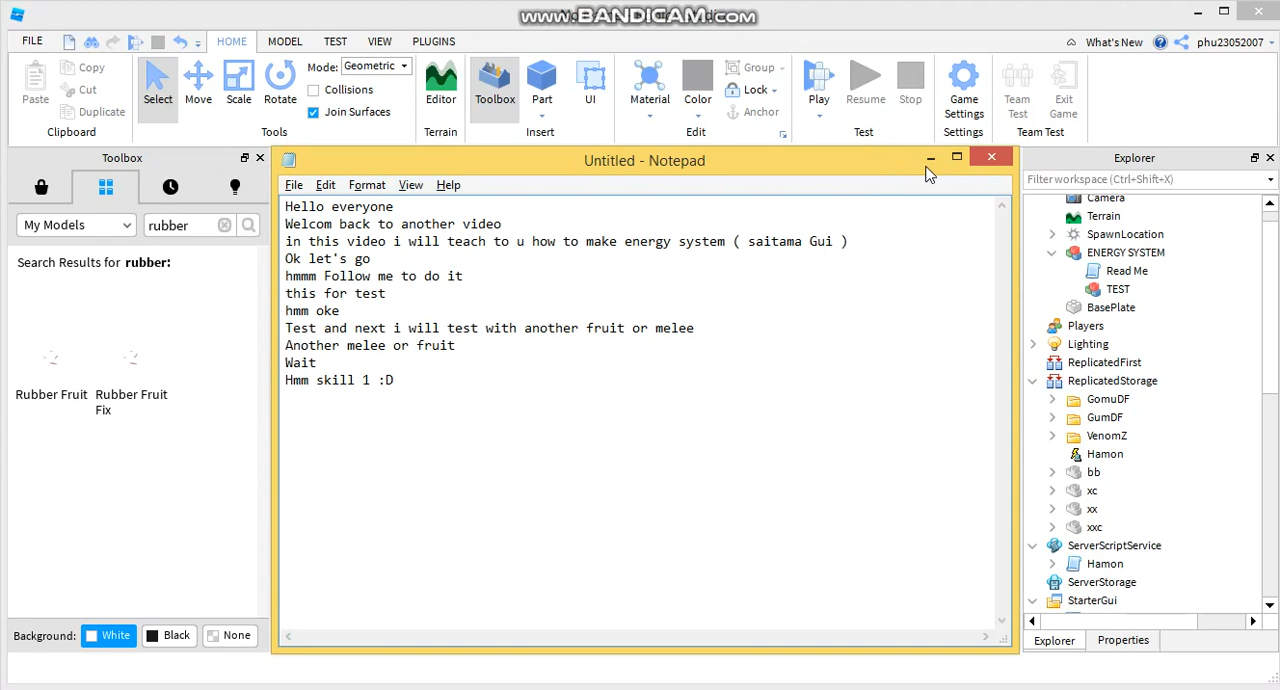 www.BANDICAM.com
FILE
HOME
MODEL
TEST
VIEW
PLUGINS
What's New
phu23052007
Paste
Copy
Cut
Duplicate
Clipboard
Select
Move
Scale
Rotate
Mode: Geometric
Collisions
Join Surfaces
Tools
Editor
Terrain
Toolbox
Part
UI
Insert
Material
Color
Group
Lock
Anchor
Edit
Play
Resume
Stop
Test
Game Settings
Settings
Team Test
Exit Game
Team Test
Toolbox
My Models
rubber
Search Results for rubber:
Rubber Fruit
Rubber Fruit
Fix
Background:
White
Black
None
Untitled - Notepad
File Edit Format View Help
Hello everyone
Welcom back to another video
in this video i will teach to u how to make energy system ( saitama Gui )
Ok let's go
hmmm Follow me to do it
this for test
hmm oke
Test and next i will test with another fruit or melee
Another melee or fruit
Wait
Hmm skill 1 :D
Explorer
Filter workspace (Ctrl+Shift+X)
Camera
Terrain
SpawnLocation
ENERGY SYSTEM
Read Me
TEST
BasePlate
Players
Lighting
ReplicatedFirst
ReplicatedStorage
GomuDF
GumDF
VenomZ
Hamon
bb
xc
xx
xxc
ServerScriptService
Hamon
ServerStorage
StarterGui
Explorer
Properties